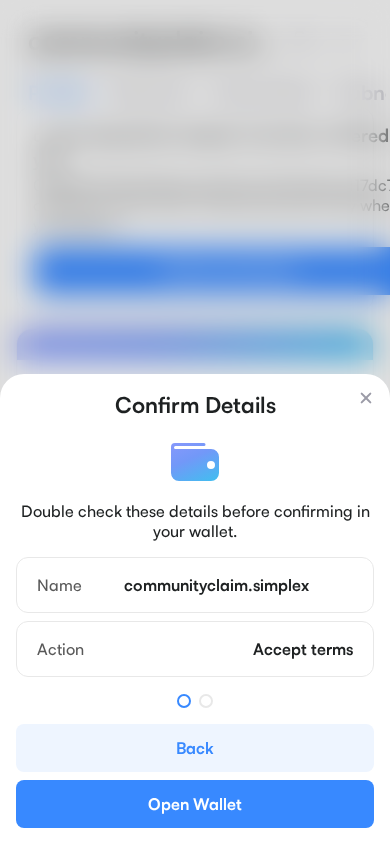 Confirm Details
Double check these details before confirming in
your wallet.
Name communityclaim.simplex
Action Accept terms
Back
Open Wallet